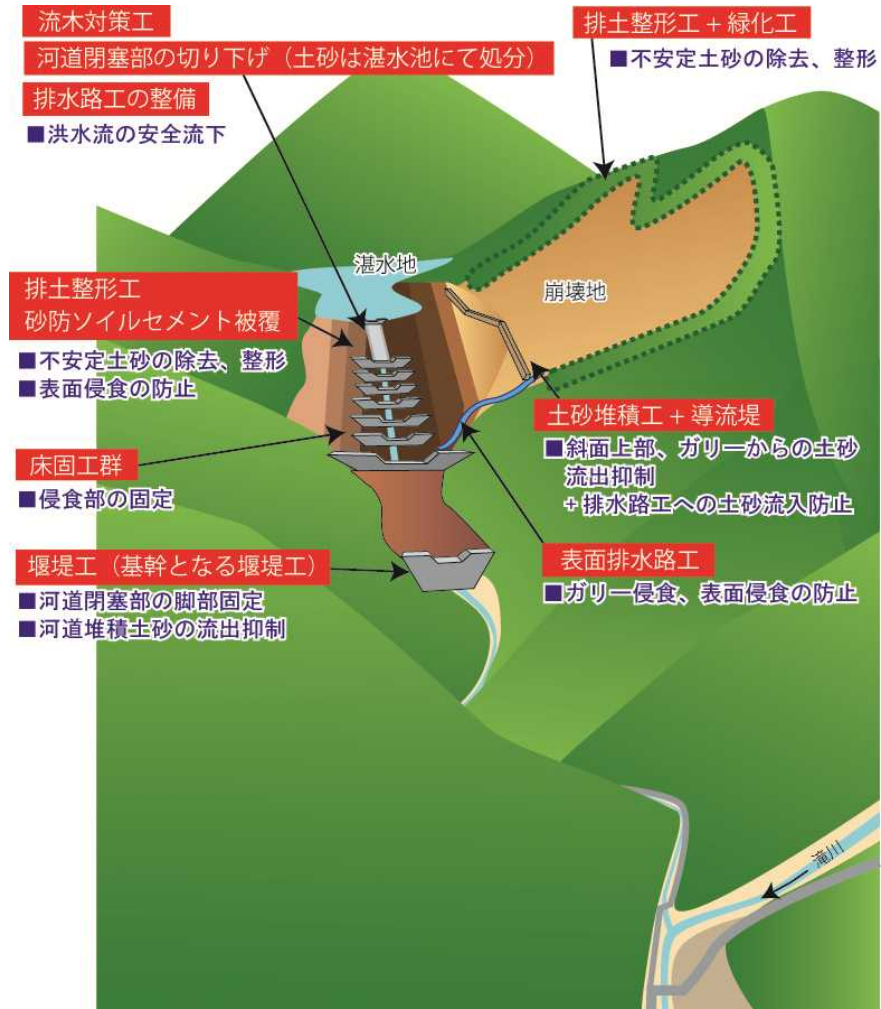 流木対策工
河道閉塞部の切り下げ（土砂は湛水池にて処分）
排水路工の整備
■洪水流の安全流下
排土整形工＋緑化工
■不安定土砂の除去、整形
湛水地
崩壊地
排土整形工
砂防ソイルセメント被覆
■不安定土砂の除去、整形
■表面侵食の防止
土砂堆積工＋導流堤
■斜面上部、ガリーからの土砂
流出抑制
+排水路工への土砂流入防止
床固工群
■侵食部の固定
表面排水路工
■ガリー侵食、表面侵食の防止
堰堤工（基幹となる堰堤工）
■河道閉塞部の脚部固定
■河道堆積土砂の流出抑制
滝川